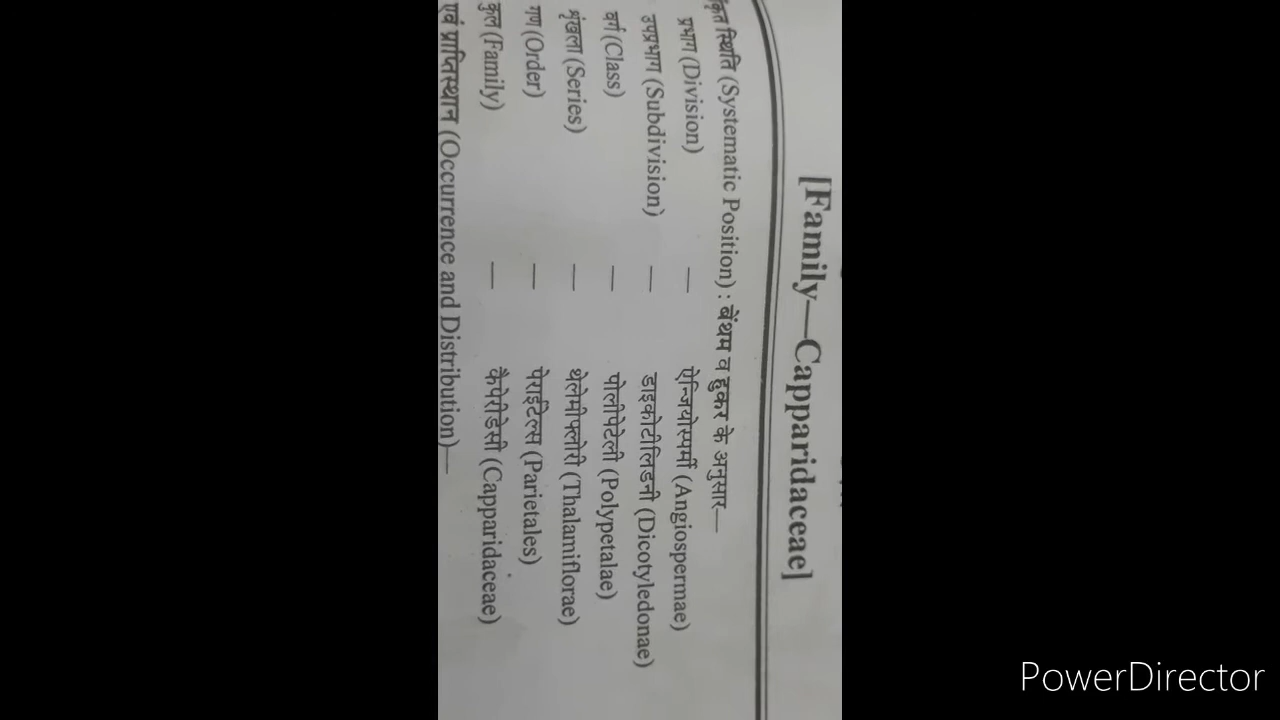 [Family—Capparidaceae]
स्थिति (Systematic Position) : बेंथम व हुकर के अनुसार—
प्रभाग (Division) — ऐन्जियोस्पर्मी (Angiospermae)
उपप्रभाग (Subdivision) — डाइकोटीलिडनी (Dicotyledonae)
वर्ग (Class) — पोलीपेटेली (Polypetalae)
श्रृंखला (Series) — थेलेमीफ्लोरी (Thalamiflorae)
गण (Order) — पेराईटेल्स (Parietales)
कुल (Family) — कैपेरीडेसी (Capparidaceae)
एवं प्राप्तिस्थान (Occurrence and Distribution)—
PowerDirector